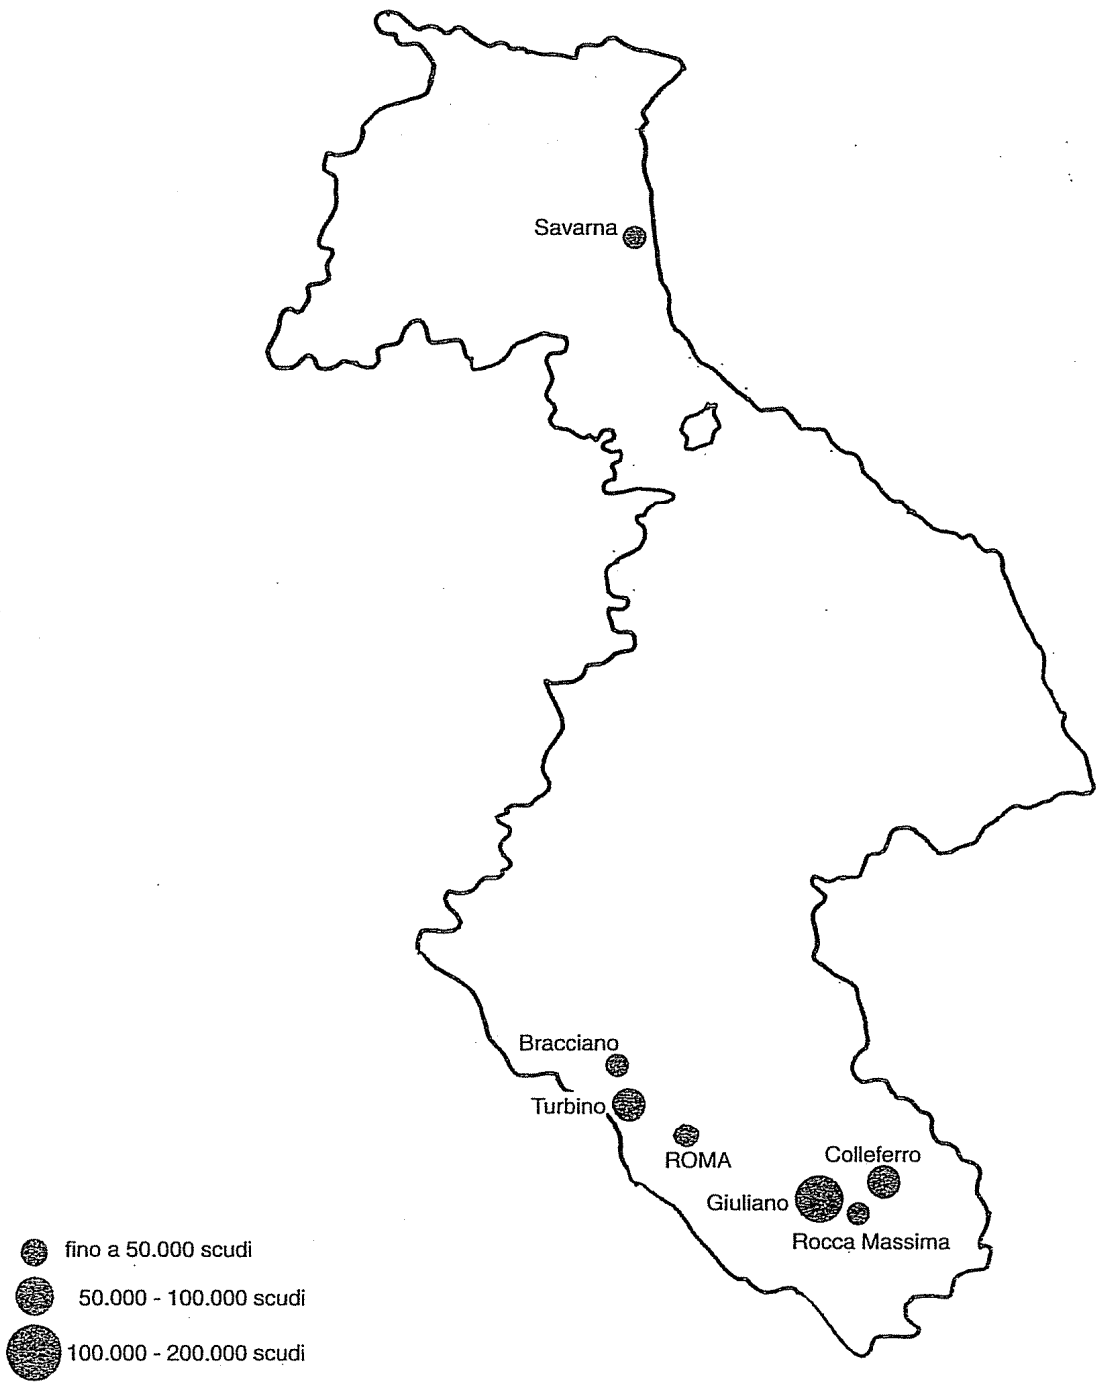 Savarna
Bracciano
Turbino
ROMA
Colleferro
Giuliano
Rocca Massima
fino a 50.000 scudi
50.000 - 100.000 scudi
100.000 - 200.000 scudi